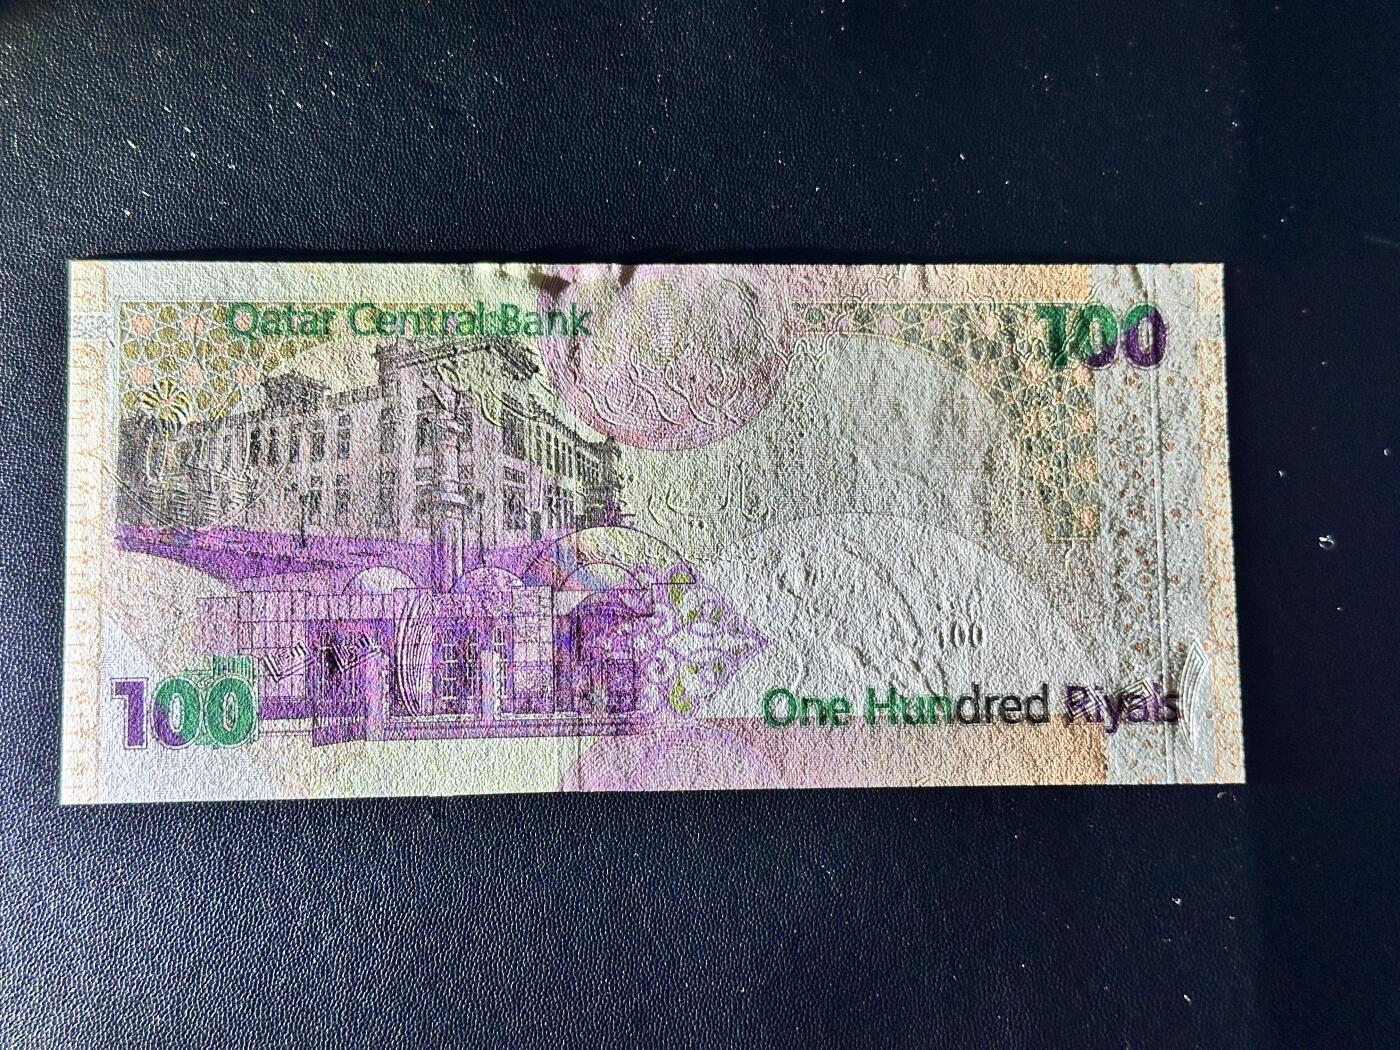 Qatar Central Bank
100
100
100
One Hundred Riyals